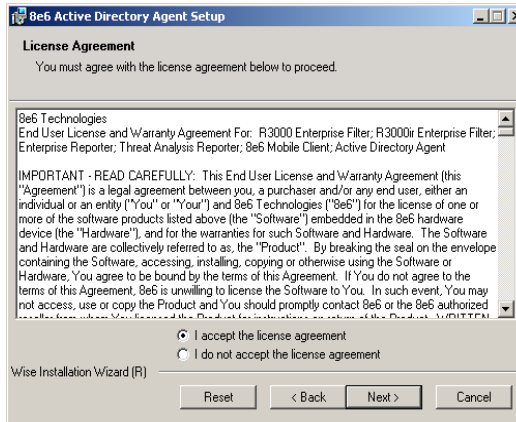 8e6 Active Directory Agent Setup
License Agreement
You must agree with the license agreement below to proceed.
8e6 Technologies
End User License and Warranty Agreement For: R3000 Enterprise Filter; R3000ir Enterprise Filter;
Enterprise Reporter; Threat Analysis Reporter; 8e6 Mobile Client; Active Directory Agent
IMPORTANT - READ CAREFULLY: This End User License and Warranty Agreement (this
"Agreement") is a legal agreement between you, a purchaser and/or any end user, either an
individual or an entity ("You" or "Your") and 8e6 Technologies ("8e6") for the license of one or
more of the software products listed above (the "Software") embedded in the 8e6 hardware
device (the "Hardware"), and for the warranties for such Software and Hardware. The Software
and Hardware are collectively referred to as, the "Product". By breaking the seal on the envelope
containing the Software, accessing, installing, copying or otherwise using the Software or
Hardware, You agree to be bound by the terms of this Agreement. If You do not agree to the
terms of this Agreement, 8e6 is unwilling to License the Software to You. In such event, You may
not access, use or copy the Product and You should promptly contact 8e6 or the 8e6 authorized
I accept the license agreement
I do not accept the license agreement
Wise Installation Wizard (R)
Reset
< Back
Next >
Cancel